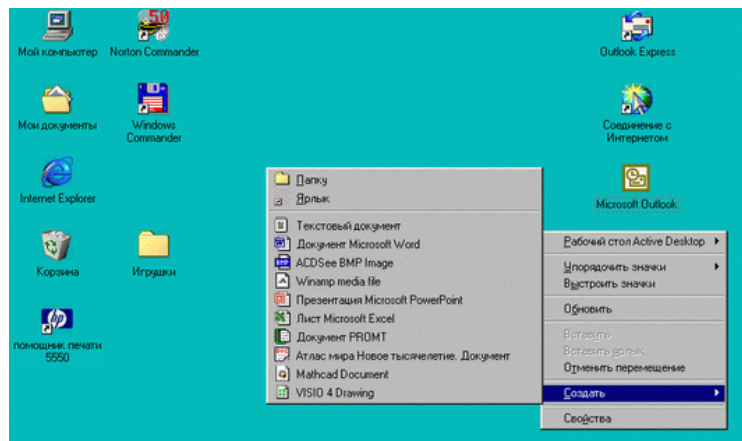 Мой компьютер
Norton Commander
Outlook Express
Мои документы
Windows
Commander
Соединение с
Интернетом
Internet Explorer
Microsoft Outlook
Корзина
Игрушки
помощник печати
5550
Папку
Ярлык
Текстовый документ
Документ Microsoft Word
ACDSee BMP Image
Winamp media file
Презентация Microsoft PowerPoint
Лист Microsoft Excel
Документ PROMT
Атлас мира Новое тысячелетие. Документ
Mathcad Document
VISIO 4 Drawing
Рабочий стол Active Desktop
Упорядочить значки
Выстроить значки
Обновить
Вставить
Вставить ярлык
Отменить перемещение
Создать
Свойства